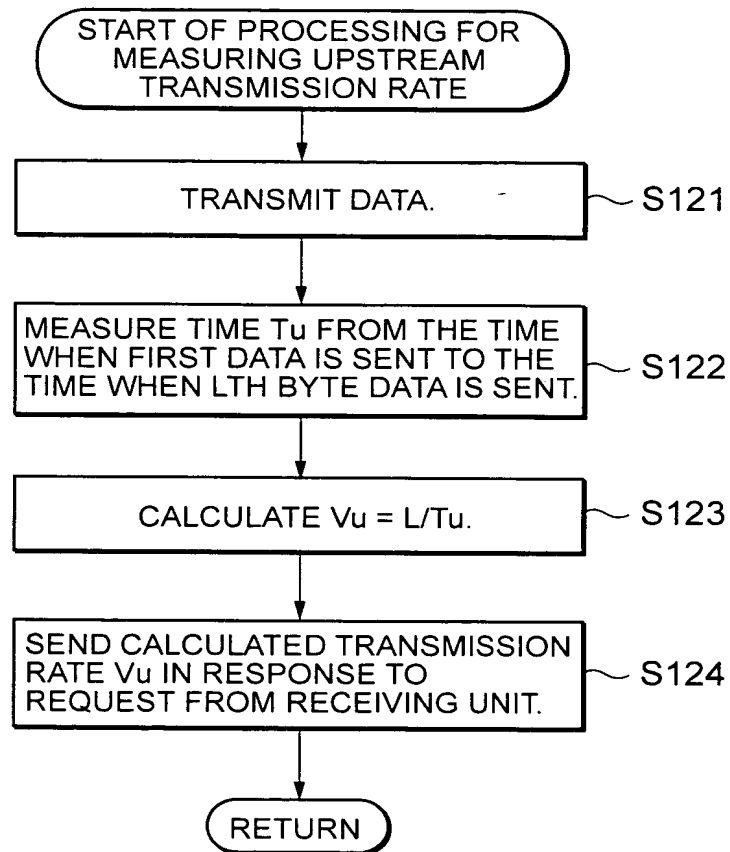 START OF PROCESSING FOR
MEASURING UPSTREAM
TRANSMISSION RATE
TRANSMIT DATA.
S121
MEASURE TIME Tu FROM THE TIME
WHEN FIRST DATA IS SENT TO THE
TIME WHEN LTH BYTE DATA IS SENT.
S122
CALCULATE Vu = L/Tu.
S123
SEND CALCULATED TRANSMISSION
RATE Vu IN RESPONSE TO
REQUEST FROM RECEIVING UNIT.
S124
RETURN